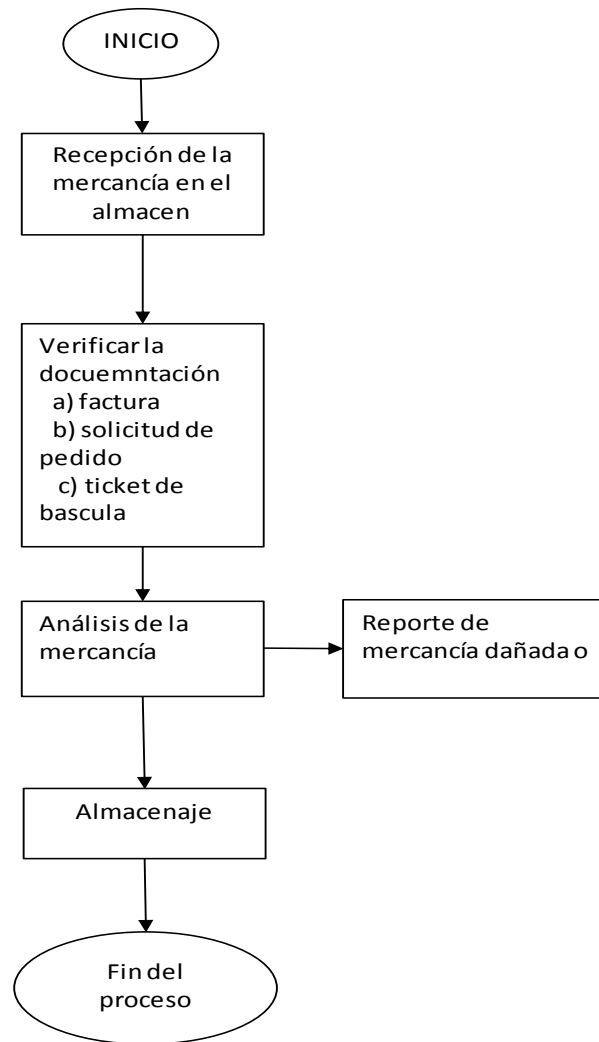 INICIO
Recepción de la
mercancía en el
almacen
Verificar la
docuemntación
a) factura
b) solicitud de
pedido
c) ticket de
bascula
Análisis de la
mercancía
Reporte de
mercancía dañada o
Almacenaje
Fin del
proceso